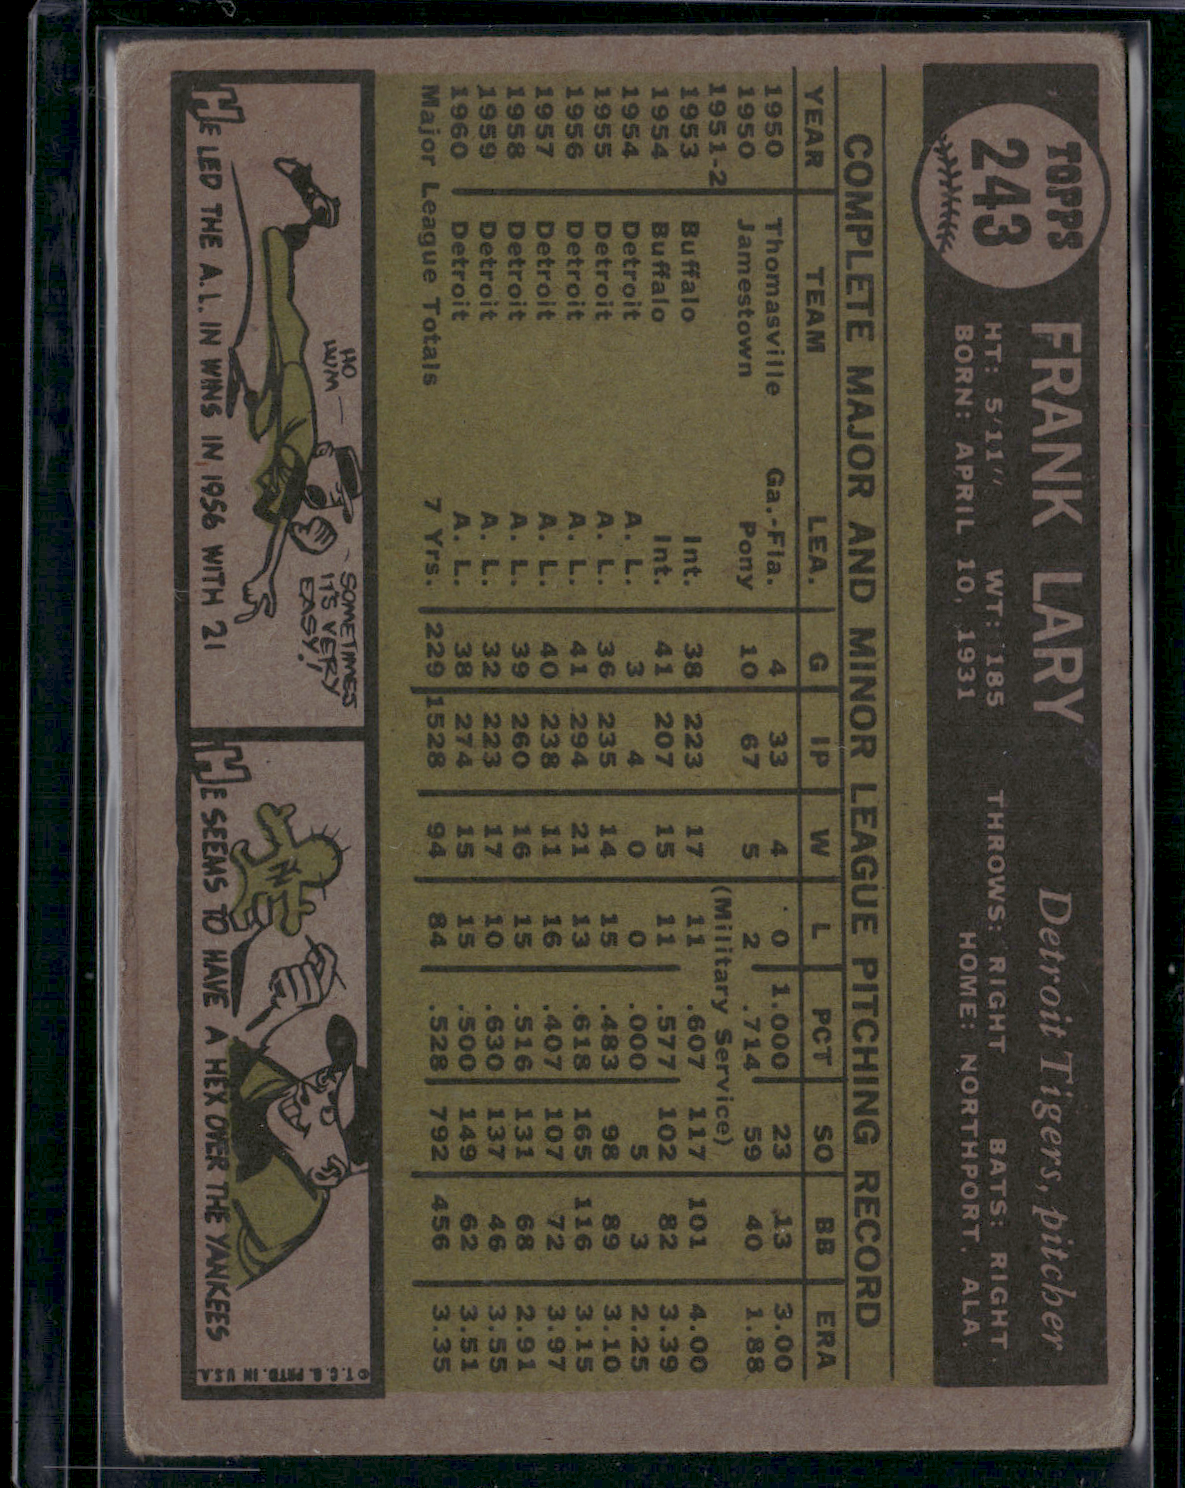 TOPPS
243
FRANK LARY Detroit Tigers, pitcher
HT: 5'11" WT: 185 THROWS: RIGHT BATS: RIGHT
BORN: APRIL 10, 1931 HOME: NORTHPORT, ALA.
COMPLETE MAJOR AND MINOR LEAGUE PITCHING RECORD
YEAR TEAM LEA. G IP W L PCT SO BB ERA
1950 Thomasville Ga.-Fla. 4 33 4 0 1.000 23 13 3.00
1950 Jamestown Pony 10 67 5 2 .714 59 40 1.88
1951-2 (Military Service)
1953 Buffalo Int. 38 223 17 11 .607 117 101 4.00
1954 Buffalo Int. 41 207 15 11 .577 102 82 3.39
1954 Detroit A. L. 3 4 0 0 .000 5 3 2.25
1955 Detroit A. L. 36 235 14 15 .483 98 89 3.10
1956 Detroit A. L. 41 294 21 13 .618 165 116 3.15
1957 Detroit A. L. 40 238 11 16 .407 107 72 3.97
1958 Detroit A. L. 39 260 16 15 .516 131 68 2.91
1959 Detroit A. L. 32 223 17 10 .630 137 46 3.55
1960 Detroit A. L. 38 274 15 15 .500 149 62 3.51
Major League Totals 7 Yrs. 229 1528 94 84 .528 792 456 3.35
HO
HUM —
— SOMETIMES
IT'S VERY
EASY!
HE LED THE A.L. IN WINS IN 1956 WITH 21
N
HE SEEMS TO HAVE A HEX OVER THE YANKEES
© T.C.G. PRTD. IN U.S.A.